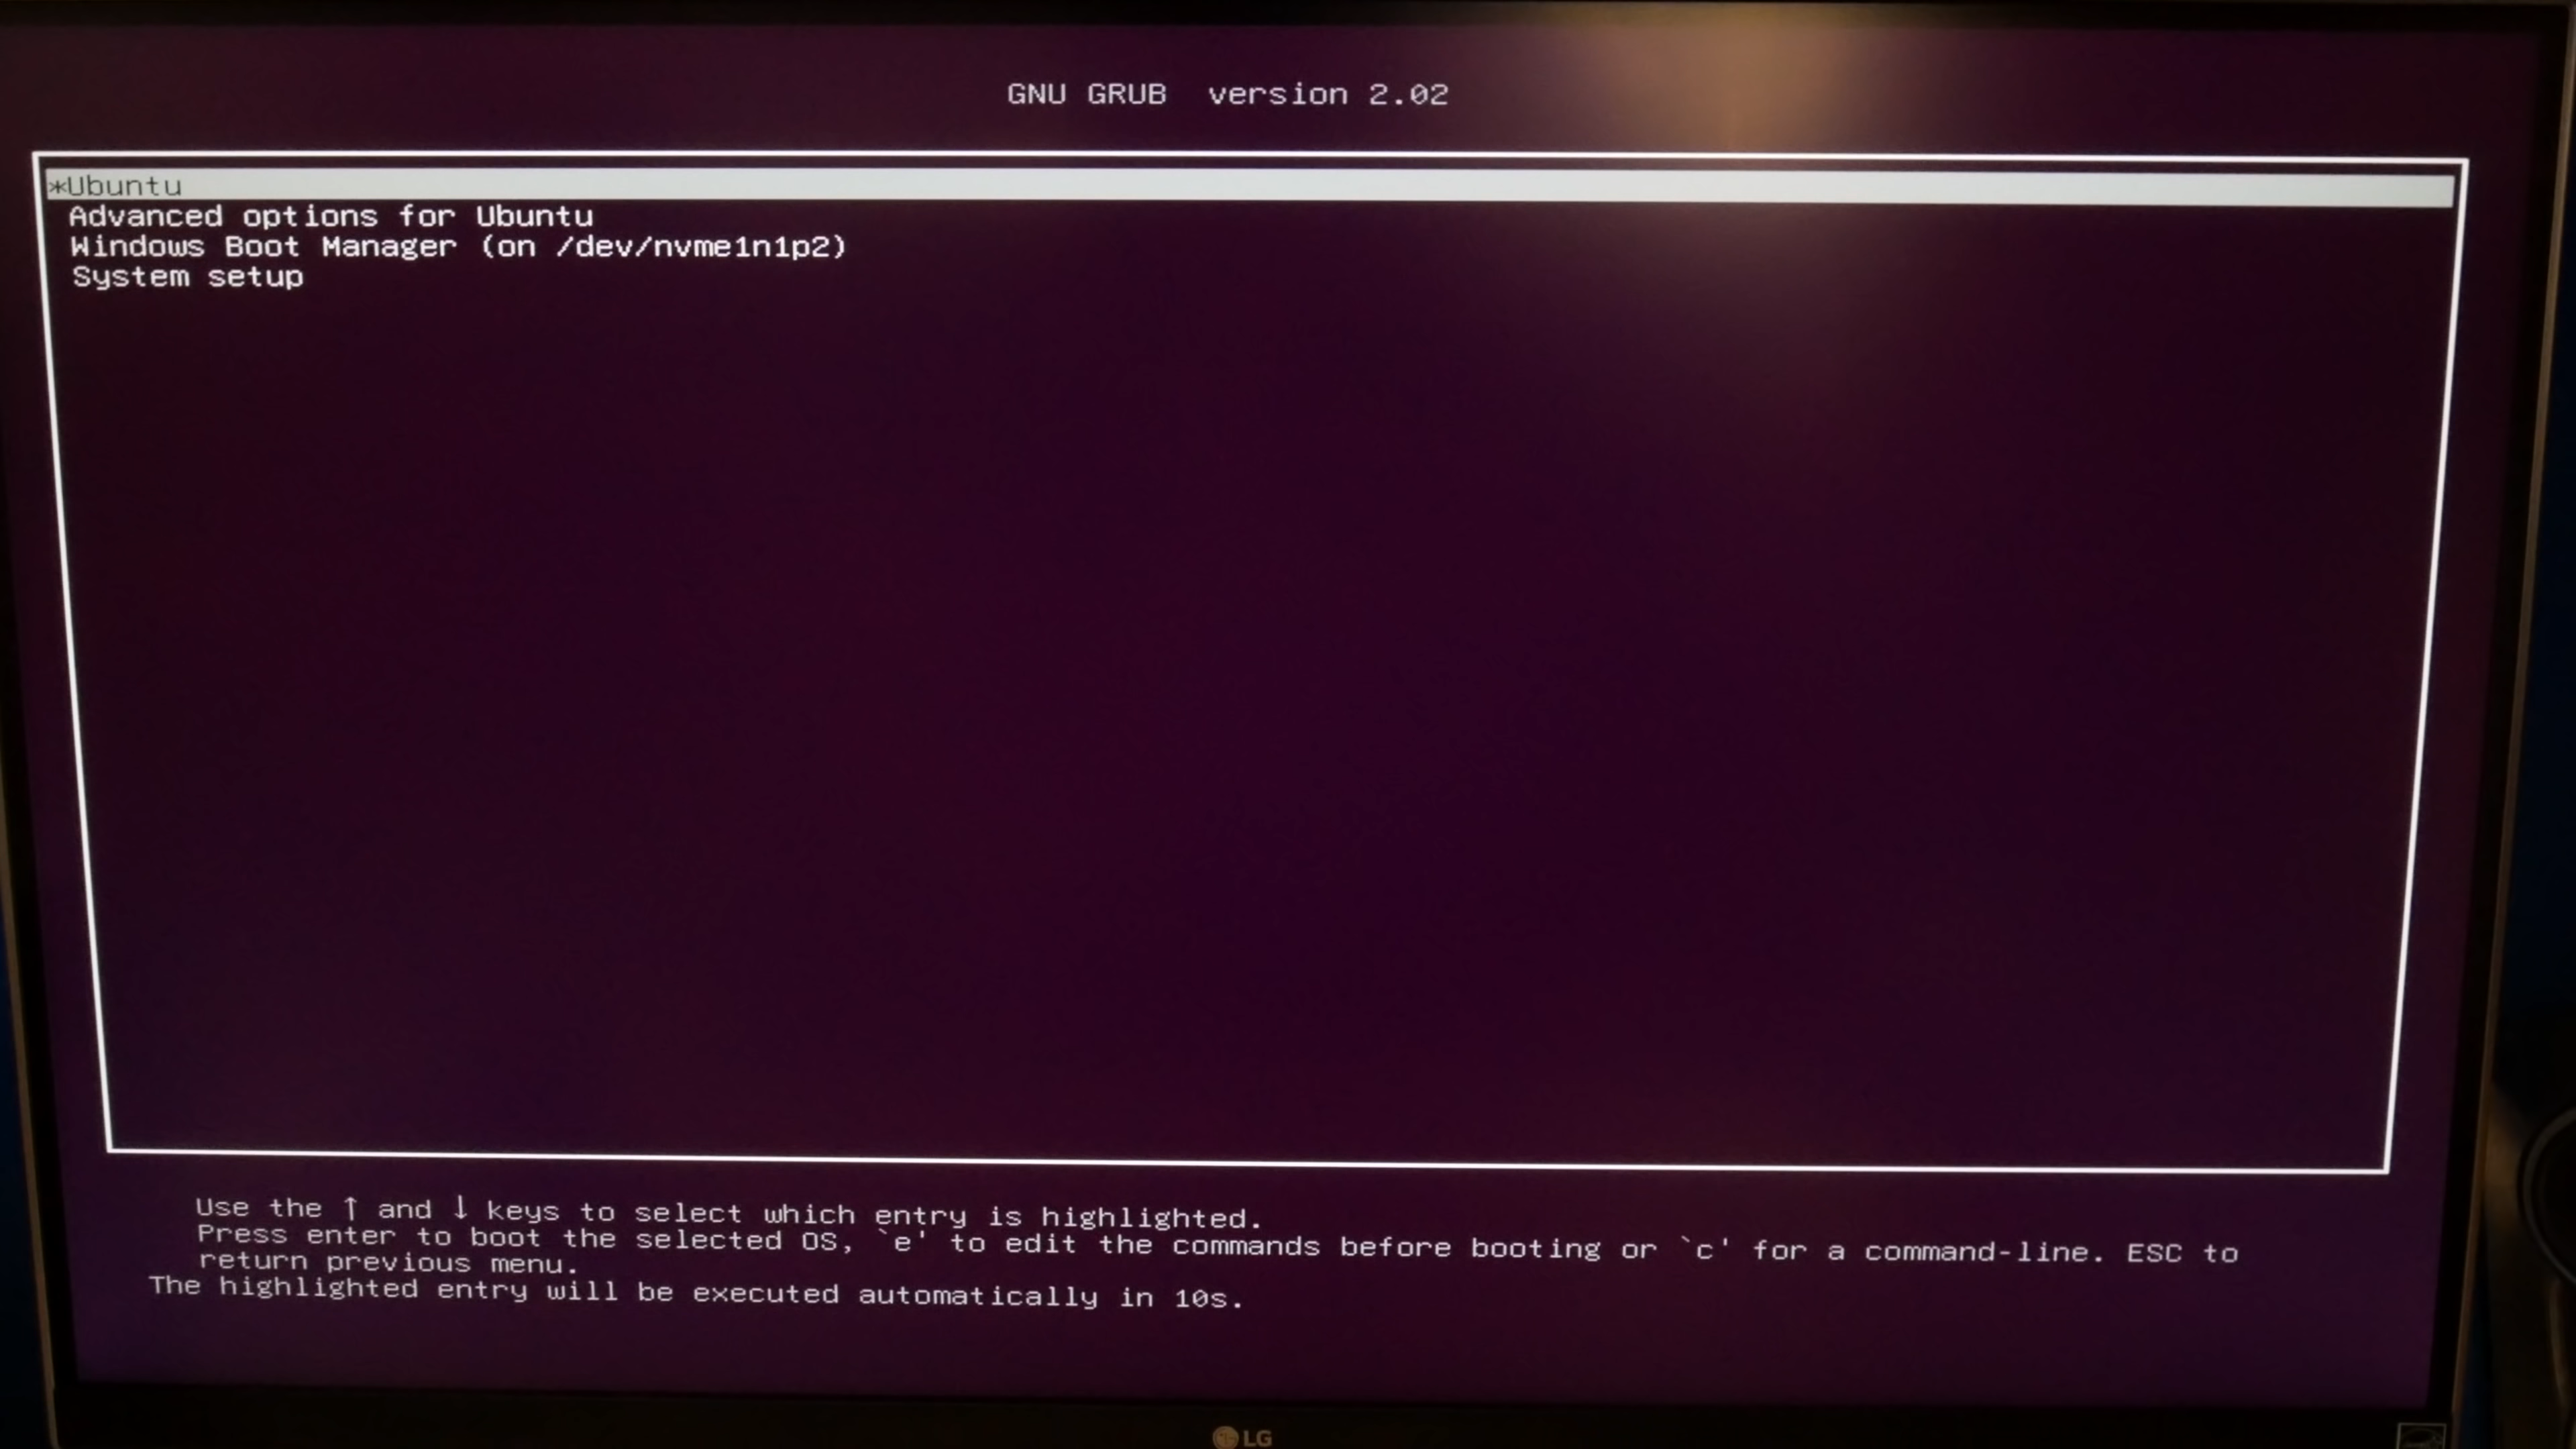 GNU GRUB  version 2.02
*Ubuntu
Advanced options for Ubuntu
Windows Boot Manager (on /dev/nvme1n1p2)
System setup
Use the ↑ and ↓ keys to select which entry is highlighted.
Press enter to boot the selected OS, `e' to edit the commands before booting or `c' for a command-line. ESC to
return previous menu.
The highlighted entry will be executed automatically in 10s.
LG